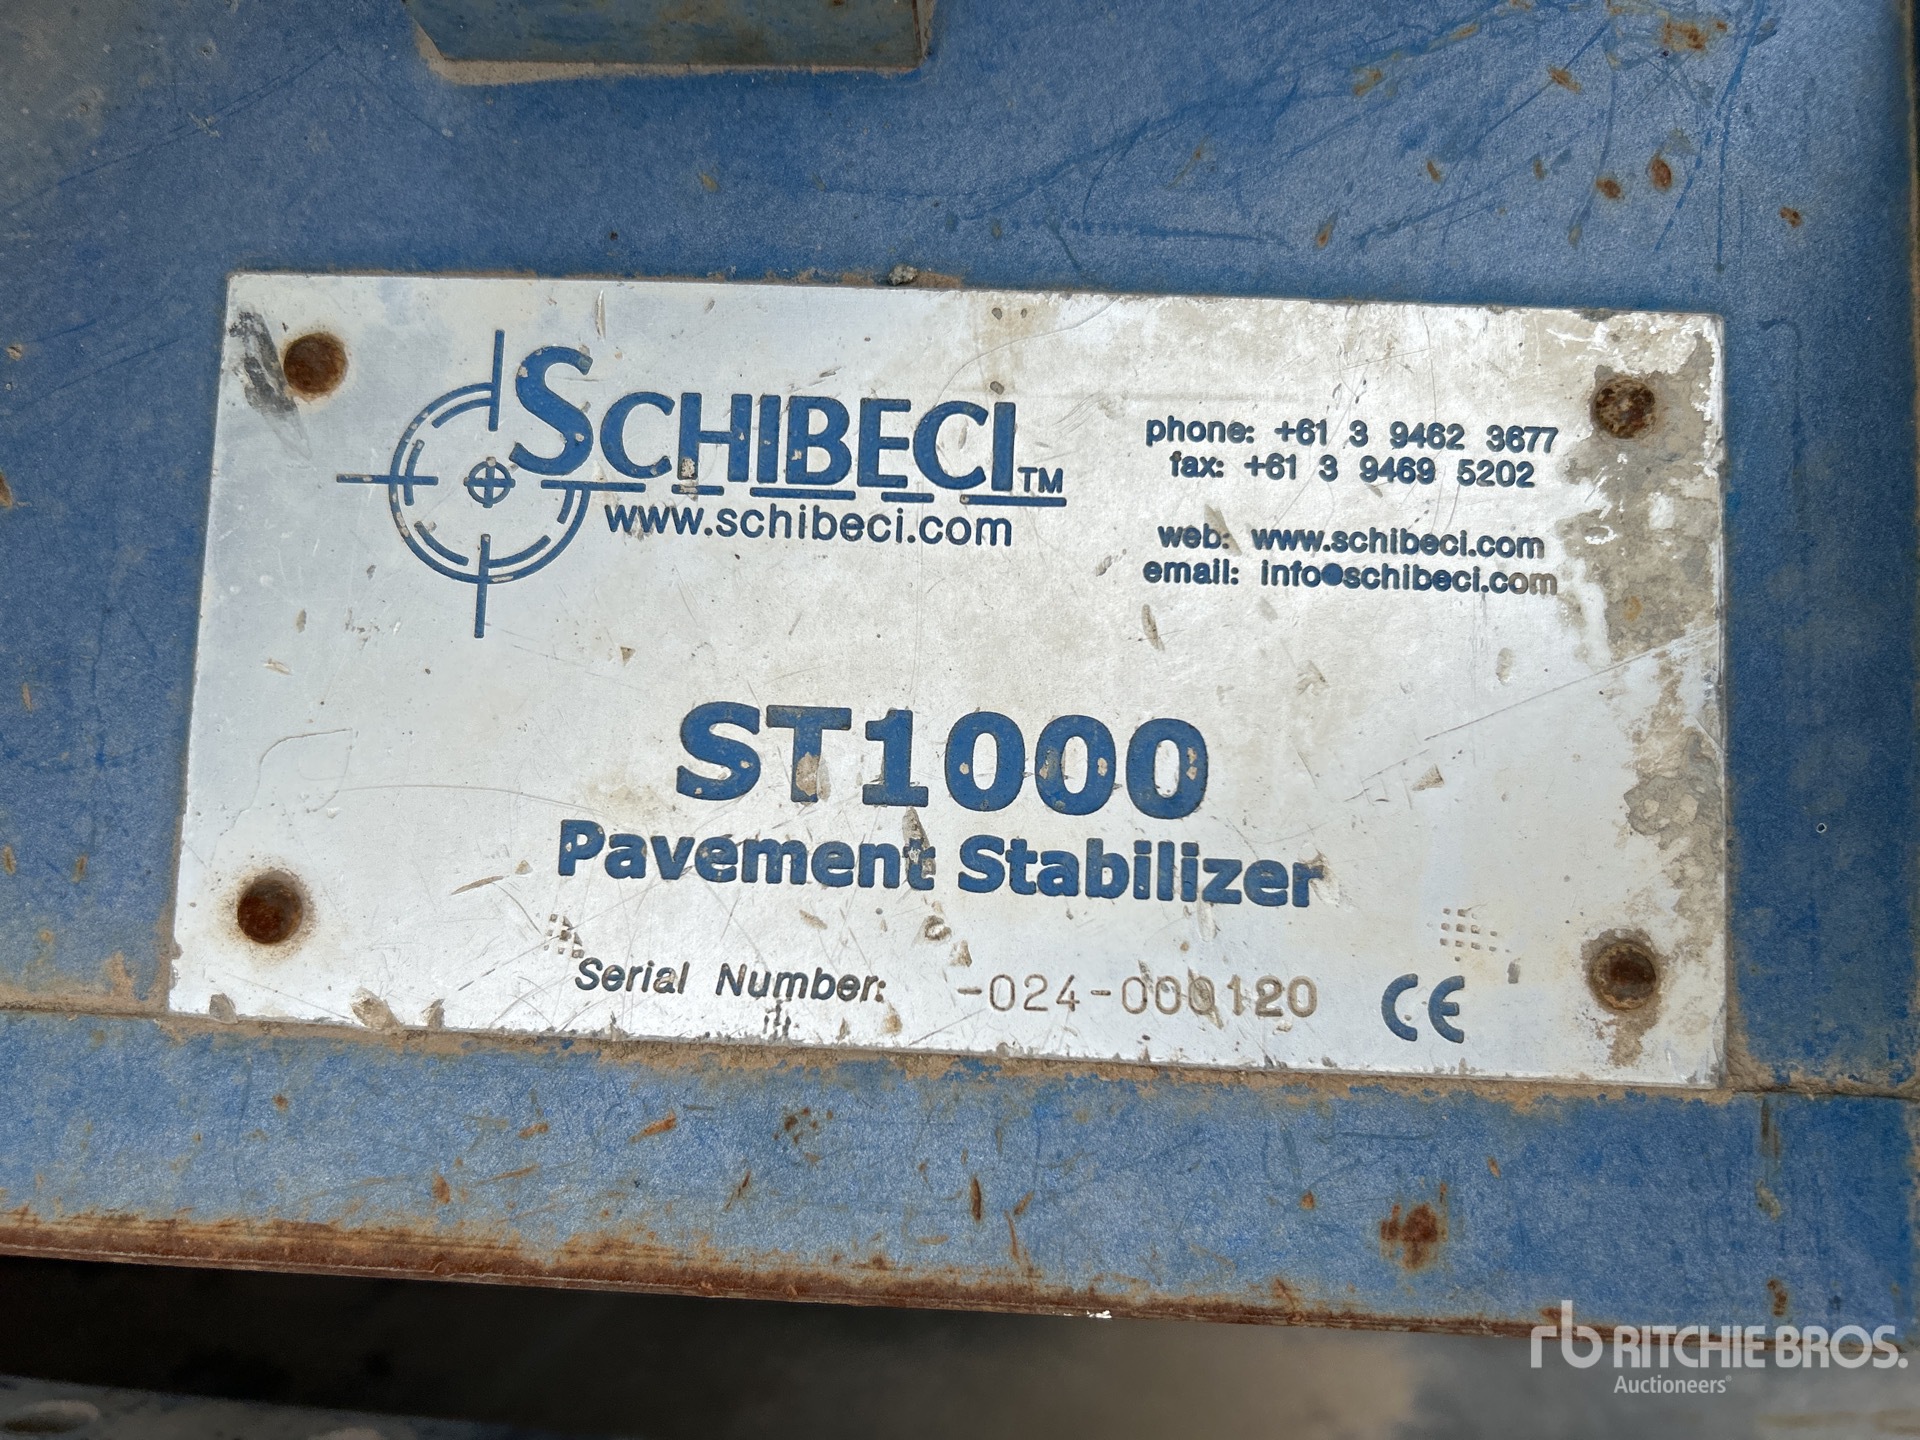 SCHIBECI TM
www.schibeci.com
phone: +61 3 9462 3677
fax: +61 3 9469 5202
web: www.schibeci.com
email: info@schibeci.com
ST1000
Pavement Stabilizer
Serial Number: -024-000120 CE
rb RITCHIE BROS.
Auctioneers